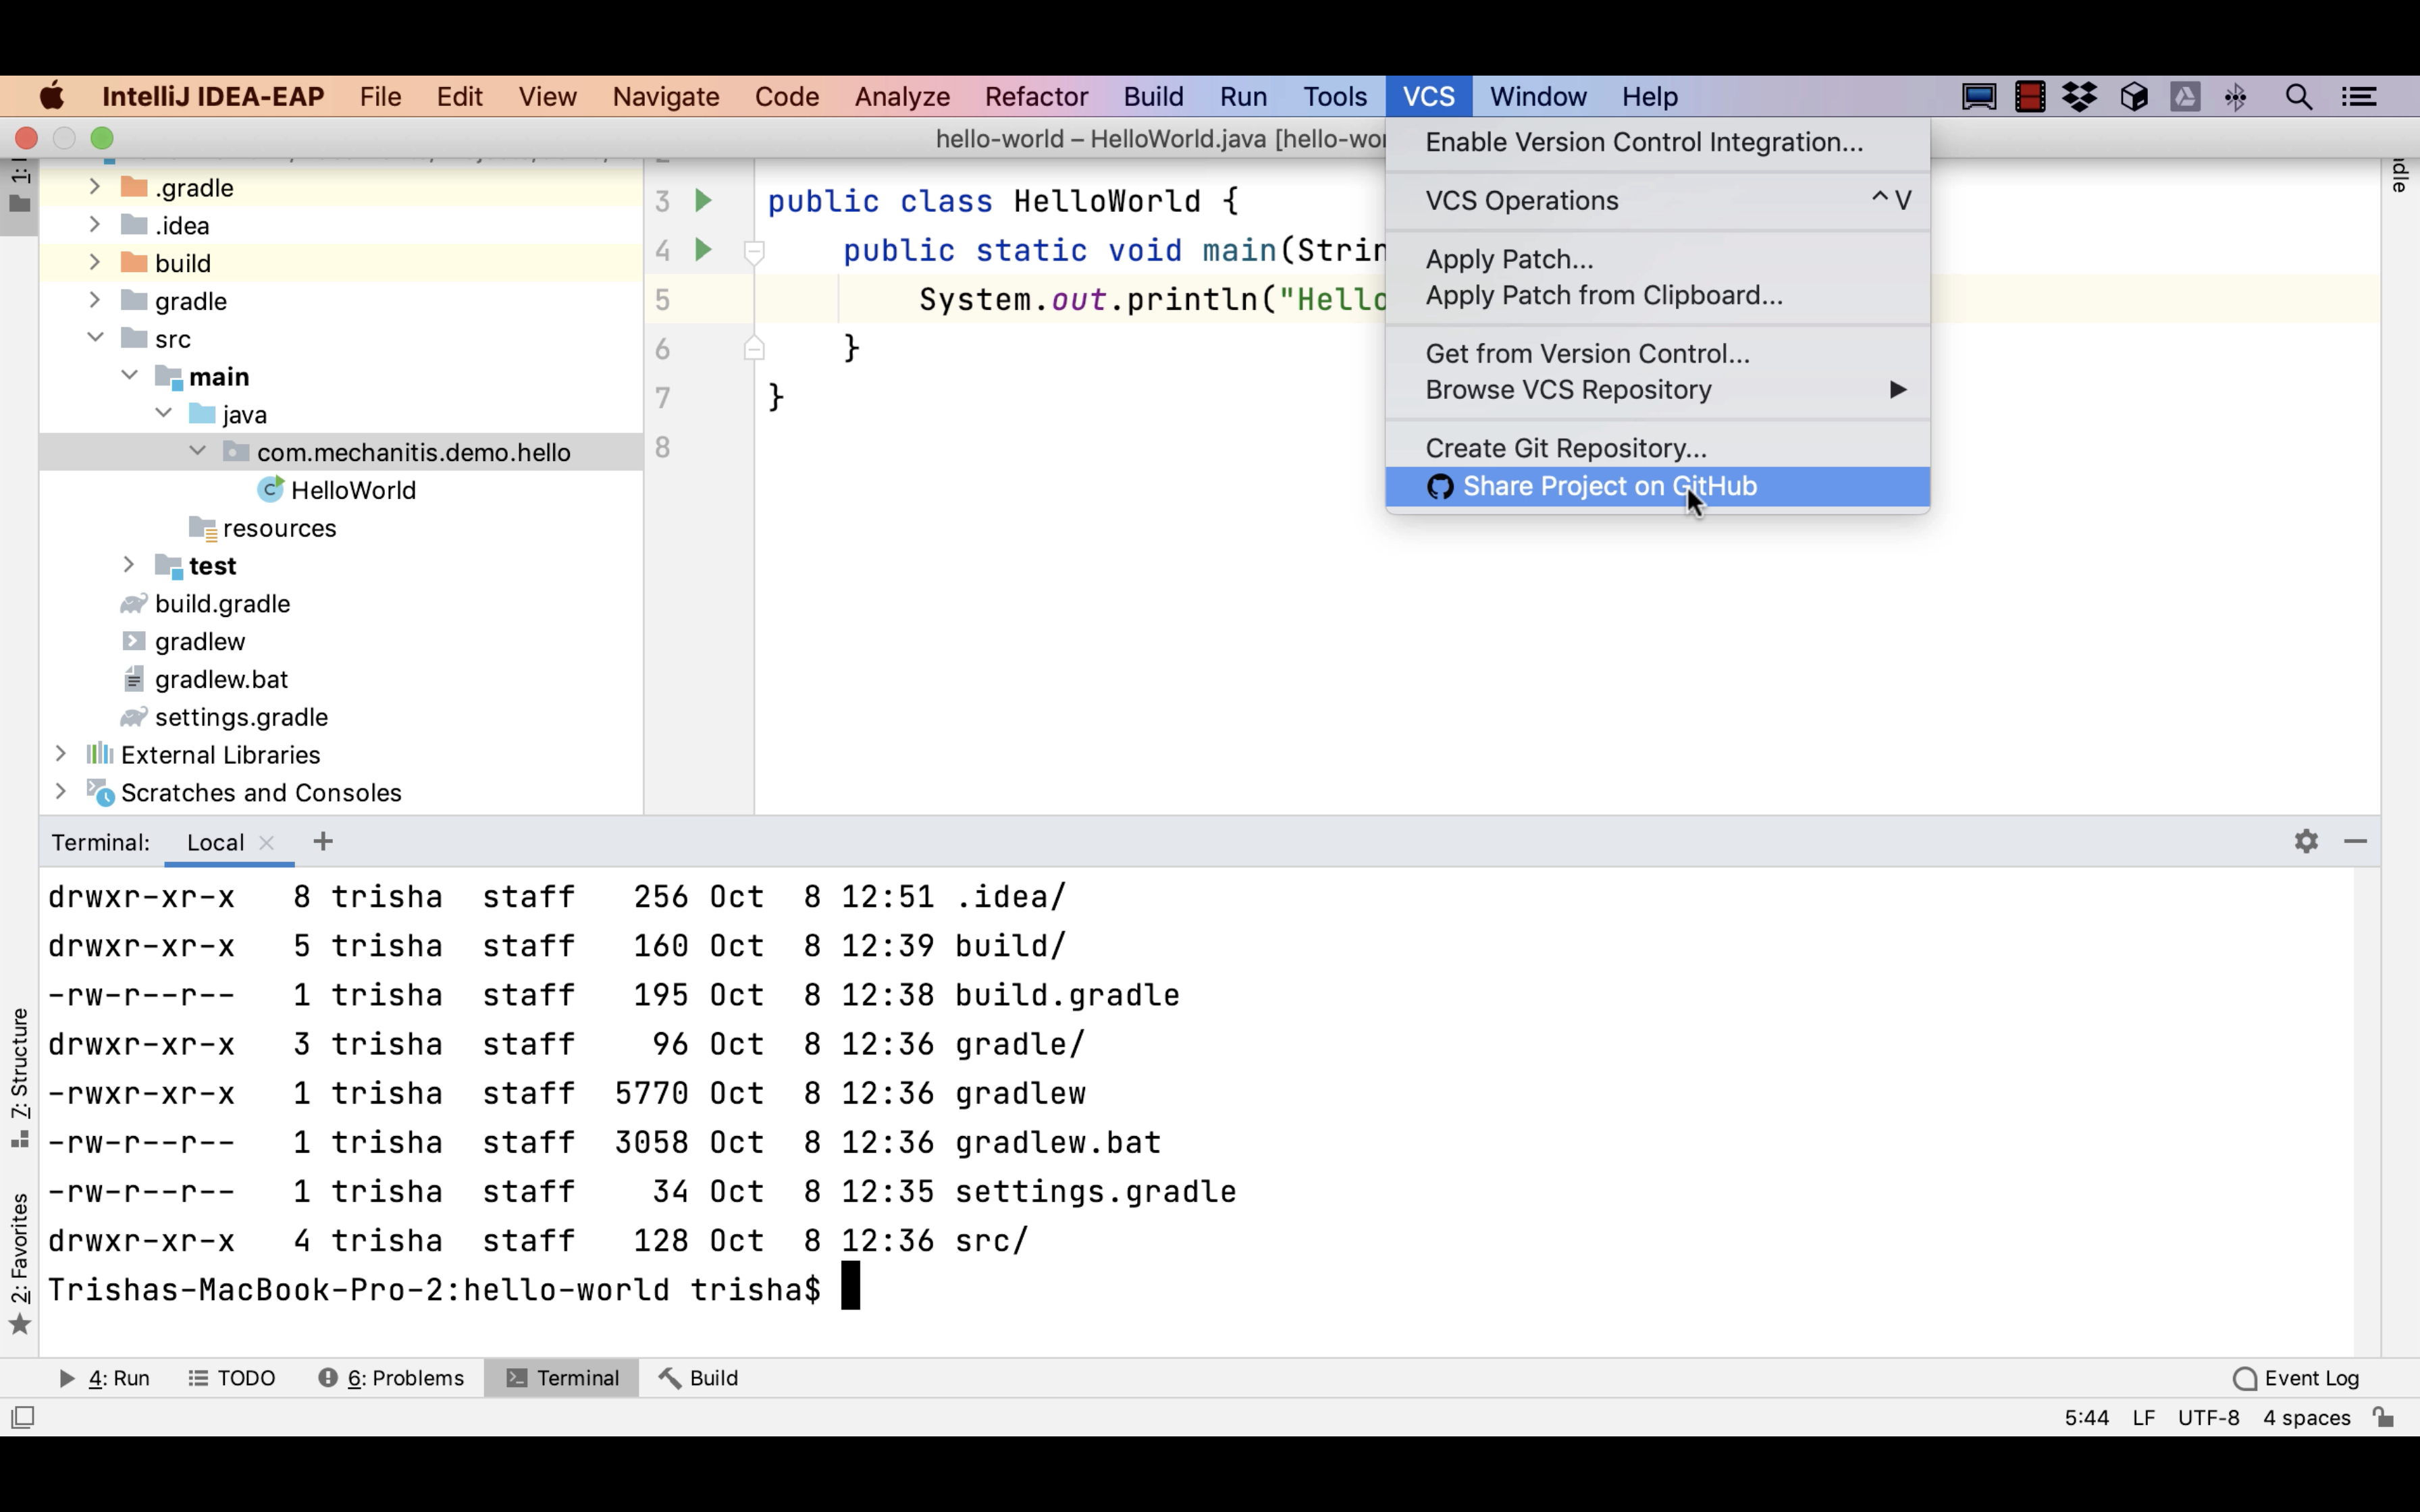 IntelliJ IDEA-EAP File Edit View Navigate Code Analyze Refactor Build Run Tools VCS Window Help
hello-world – HelloWorld.java [hello-wor
Enable Version Control Integration...
VCS Operations ^V
Apply Patch...
Apply Patch from Clipboard...
Get from Version Control...
Browse VCS Repository
Create Git Repository...
Share Project on GitHub
1:
.gradle
.idea
build
gradle
src
main
java
com.mechanitis.demo.hello
HelloWorld
resources
test
build.gradle
gradlew
gradlew.bat
settings.gradle
External Libraries
Scratches and Consoles
3 public class HelloWorld {
4 public static void main(Strin
5 System.out.println("Hello
6 }
7 }
8
dle
Terminal: Local +
drwxr-xr-x 8 trisha staff 256 Oct 8 12:51 .idea/
drwxr-xr-x 5 trisha staff 160 Oct 8 12:39 build/
-rw-r--r-- 1 trisha staff 195 Oct 8 12:38 build.gradle
drwxr-xr-x 3 trisha staff 96 Oct 8 12:36 gradle/
-rwxr-xr-x 1 trisha staff 5770 Oct 8 12:36 gradlew
-rw-r--r-- 1 trisha staff 3058 Oct 8 12:36 gradlew.bat
-rw-r--r-- 1 trisha staff 34 Oct 8 12:35 settings.gradle
drwxr-xr-x 4 trisha staff 128 Oct 8 12:36 src/
Trishas-MacBook-Pro-2:hello-world trisha$
7: Structure
2: Favorites
4: Run TODO 6: Problems Terminal Build Event Log
5:44 LF UTF-8 4 spaces